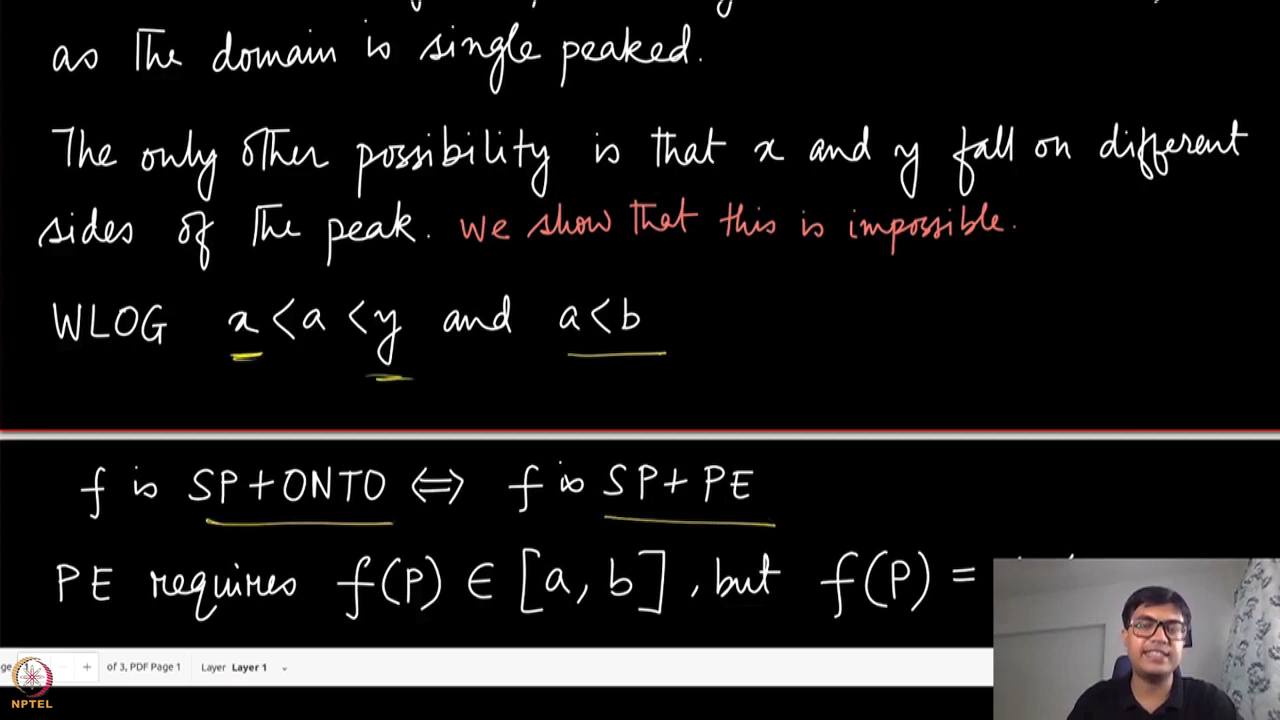 as the domain is single peaked.
The only other possibility is that x and y fall on different
sides of the peak. We show that this is impossible.
WLOG x < a < y and a < b
f is SP+ONTO ⇔ f is SP+ PE
PE requires f(P) ∈ [a, b], but f(P) =
ge of 3, PDF Page 1 Layer Layer 1
NPTEL